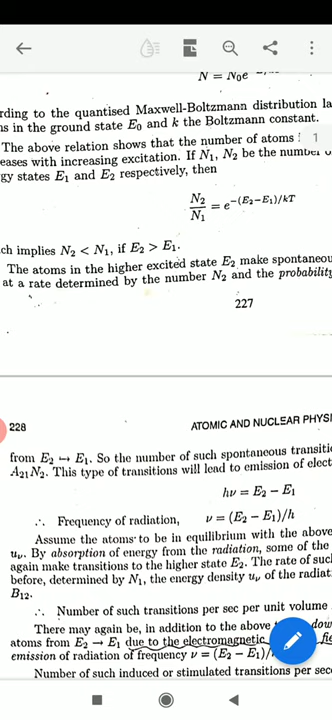 N = N₀e
rding to the quantised Maxwell-Boltzmann distribution la
ns in the ground state E₀ and k the Boltzmann constant.
The above relation shows that the number of atoms
1
eases with increasing excitation. If N₁, N₂ be the number
gy states E₁ and E₂ respectively, then
N₂/N₁ = e^-(E₂-E₁)/kT
ch implies N₂ < N₁, if E₂ > E₁.
The atoms in the higher excited state E₂ make spontaneou
at a rate determined by the number N₂ and the probability
227
228
ATOMIC AND NUCLEAR PHYSI
from E₂ → E₁. So the number of such spontaneous transiti
A₂₁N₂. This type of transitions will lead to emission of elect
hν = E₂ − E₁
∴ Frequency of radiation, ν = (E₂ − E₁)/h
Assume the atoms to be in equilibrium with the above
uν. By absorption of energy from the radiation, some of the
again make transitions to the higher state E₂. The rate of suc
before, determined by N₁, the energy density uν of the radiat
B₁₂.
∴ Number of such transitions per sec per unit volume
There may again be, in addition to the above dow
atoms from E₂ → E₁ due to the electromagnetic fie
emission of radiation of frequency ν = (E₂ − E₁)/
Number of such induced or stimulated transitions per sec